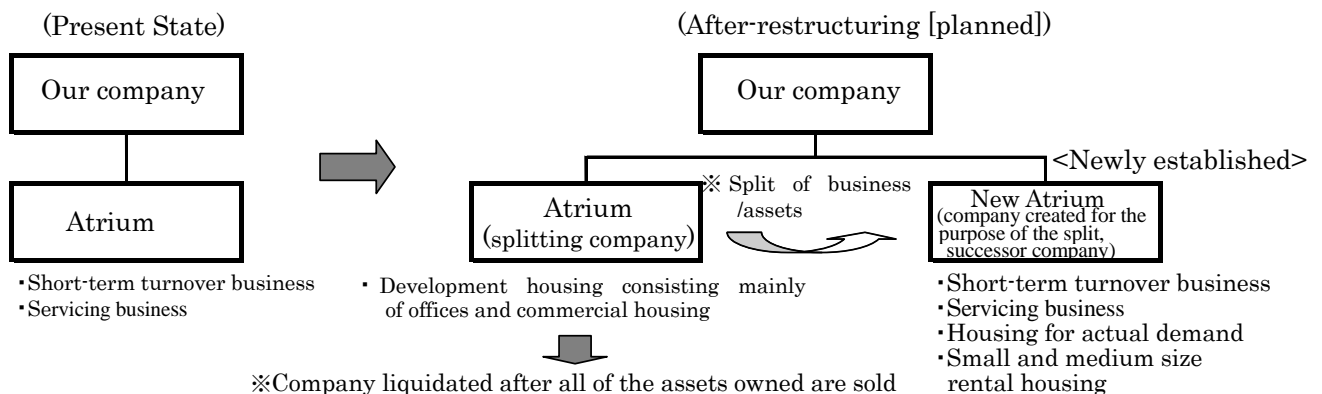 (Present State)
Our company
Atrium
・Short-term turnover business
・Servicing business
(After-restructuring [planned])
Our company
<Newly established>
※ Split of business
/assets
Atrium
(splitting company)
New Atrium
(company created for the
purpose of the split,
successor company)
・ Development housing consisting mainly
of offices and commercial housing
・Short-term turnover business
・Servicing business
・Housing for actual demand
・Small and medium size
rental housing
※Company liquidated after all of the assets owned are sold